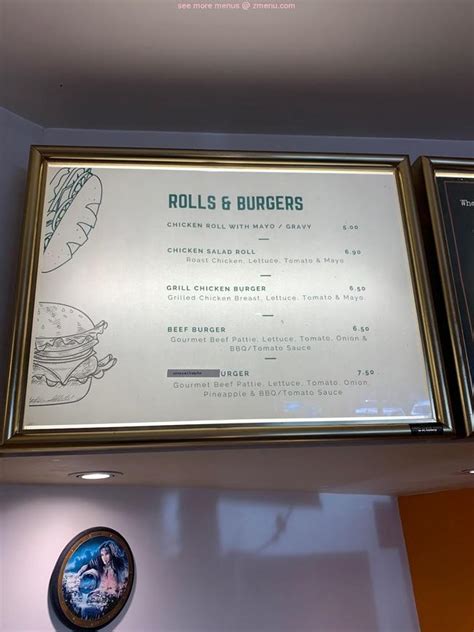 see more menus @ zmenu.com
ROLLS & BURGERS
CHICKEN ROLL WITH MAYO / GRAVY 5.00
CHICKEN SALAD ROLL 6.90
Roast Chicken, Lettuce, Tomato & Mayo
GRILL CHICKEN BURGER 6.50
Grilled Chicken Breast, Lettuce, Tomato & Mayo
BEEF BURGER 6.50
Gourmet Beef Pattie, Lettuce, Tomato, Onion &
BBQ/Tomato Sauce
URGER 7.50
Gourmet Beef Pattie, Lettuce, Tomato, Onion,
Pineapple & BBQ/Tomato Sauce